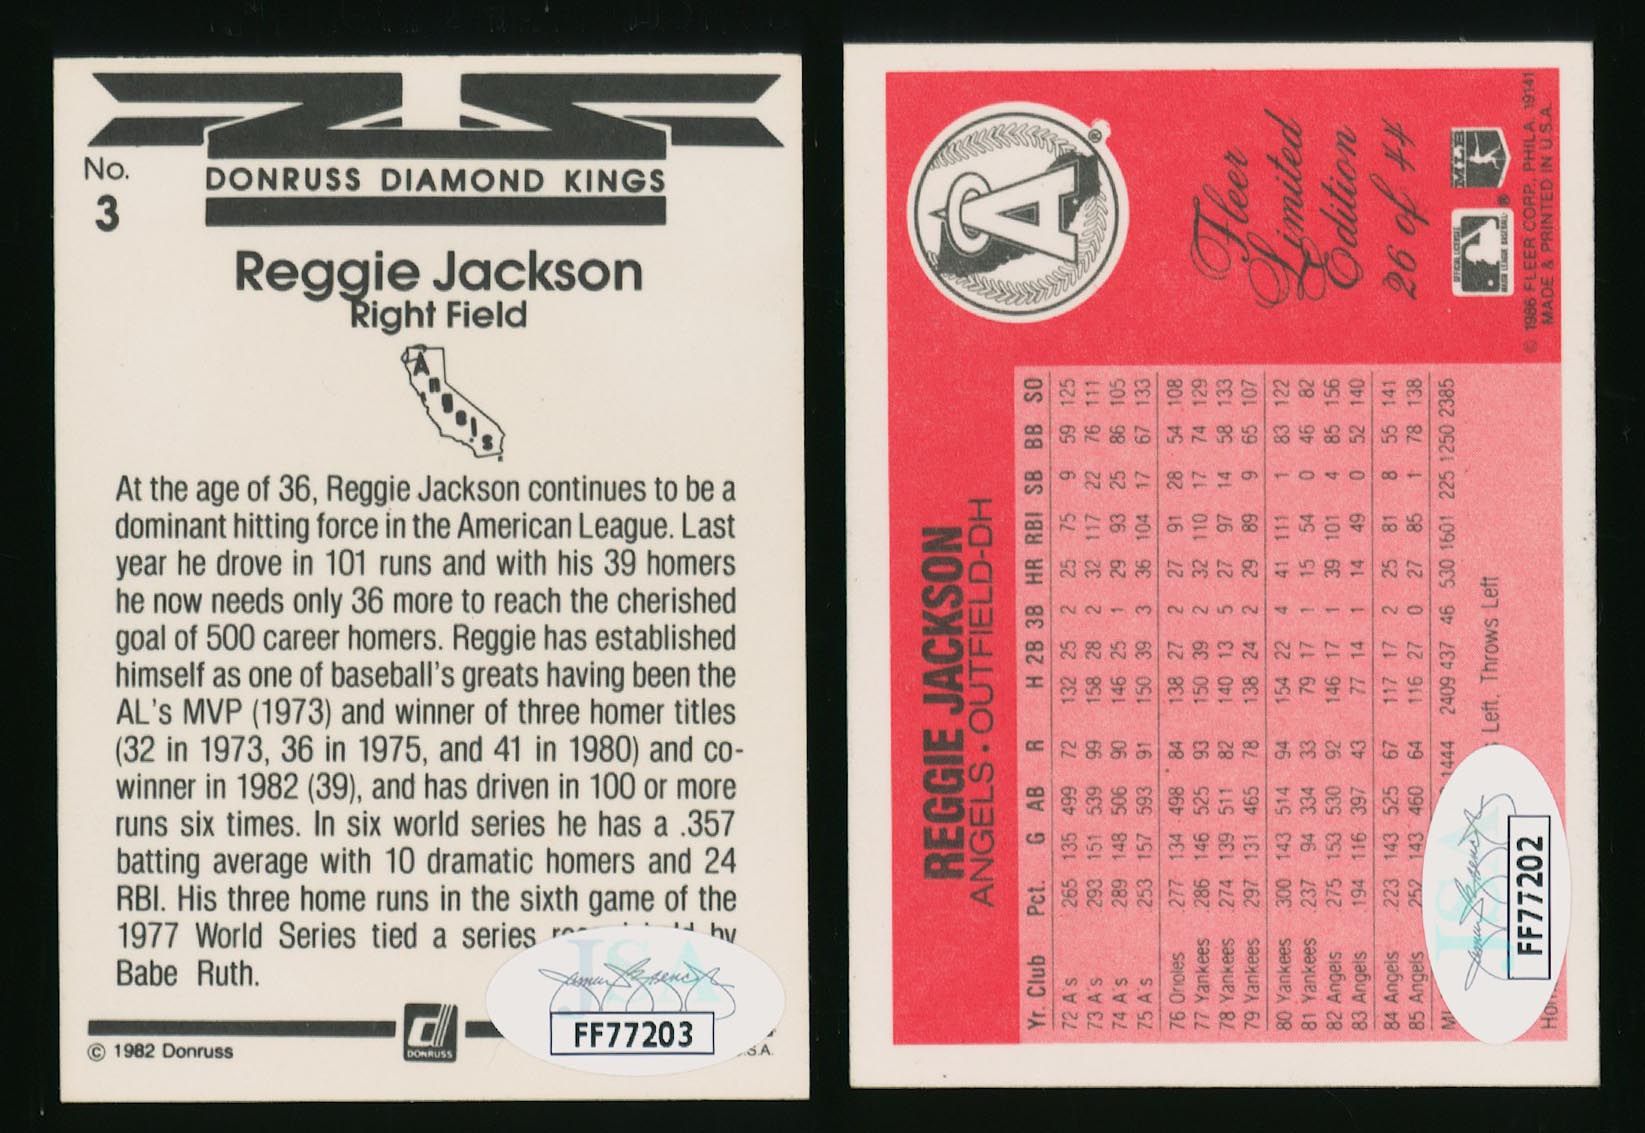 No.
3
DONRUSS DIAMOND KINGS
Reggie Jackson
Right Field
Angels
At the age of 36, Reggie Jackson continues to be a
dominant hitting force in the American League. Last
year he drove in 101 runs and with his 39 homers
he now needs only 36 more to reach the cherished
goal of 500 career homers. Reggie has established
himself as one of baseball's greats having been the
AL's MVP (1973) and winner of three homer titles
(32 in 1973, 36 in 1975, and 41 in 1980) and co-
winner in 1982 (39), and has driven in 100 or more
runs six times. In six world series he has a .357
batting average with 10 dramatic homers and 24
RBI. His three home runs in the sixth game of the
1977 World Series tied a series by
Babe Ruth.
JSA
FF77203
DONRUSS
© 1982 Donruss
.S.A.
REGGIE JACKSON
ANGELS • OUTFIELD-DH
A
®
Fleer
Limited
Edition
26 of 44
MLB
OFFICIAL LICENSEE
MAJOR LEAGUE BASEBALL
®
© 1986 FLEER CORP., PHILA. 19141
MADE & PRINTED IN U.S.A.
Yr. Club Pct. G AB R H 2B 3B HR RBI SB BB SO
72 A's .265 135 499 72 132 25 2 25 75 9 59 125
73 A's .293 151 539 99 158 28 2 32 117 22 76 111
74 A's .289 148 506 90 146 25 1 29 93 25 86 105
75 A's .253 157 593 91 150 39 3 36 104 17 67 133
76 Orioles .277 134 498 84 138 27 2 27 91 28 54 108
77 Yankees .286 146 525 93 150 39 2 32 110 17 74 129
78 Yankees .274 139 511 82 140 13 5 27 97 14 58 133
79 Yankees .297 131 465 78 138 24 2 29 89 9 65 107
80 Yankees .300 143 514 94 154 22 4 41 111 1 83 122
81 Yankees .237 94 334 33 79 17 1 15 54 0 46 82
82 Angels .275 153 530 92 146 17 1 39 101 4 85 156
83 Angels .194 116 397 43 77 14 1 14 49 0 52 140
84 Angels .223 143 525 67 117 17 2 25 81 8 55 141
85 Angels .252 143 460 64 116 27 0 27 85 1 78 138
1444 2409 437 46 530 1601 225 1250 2385
Left. Throws Left
JSA
FF77202